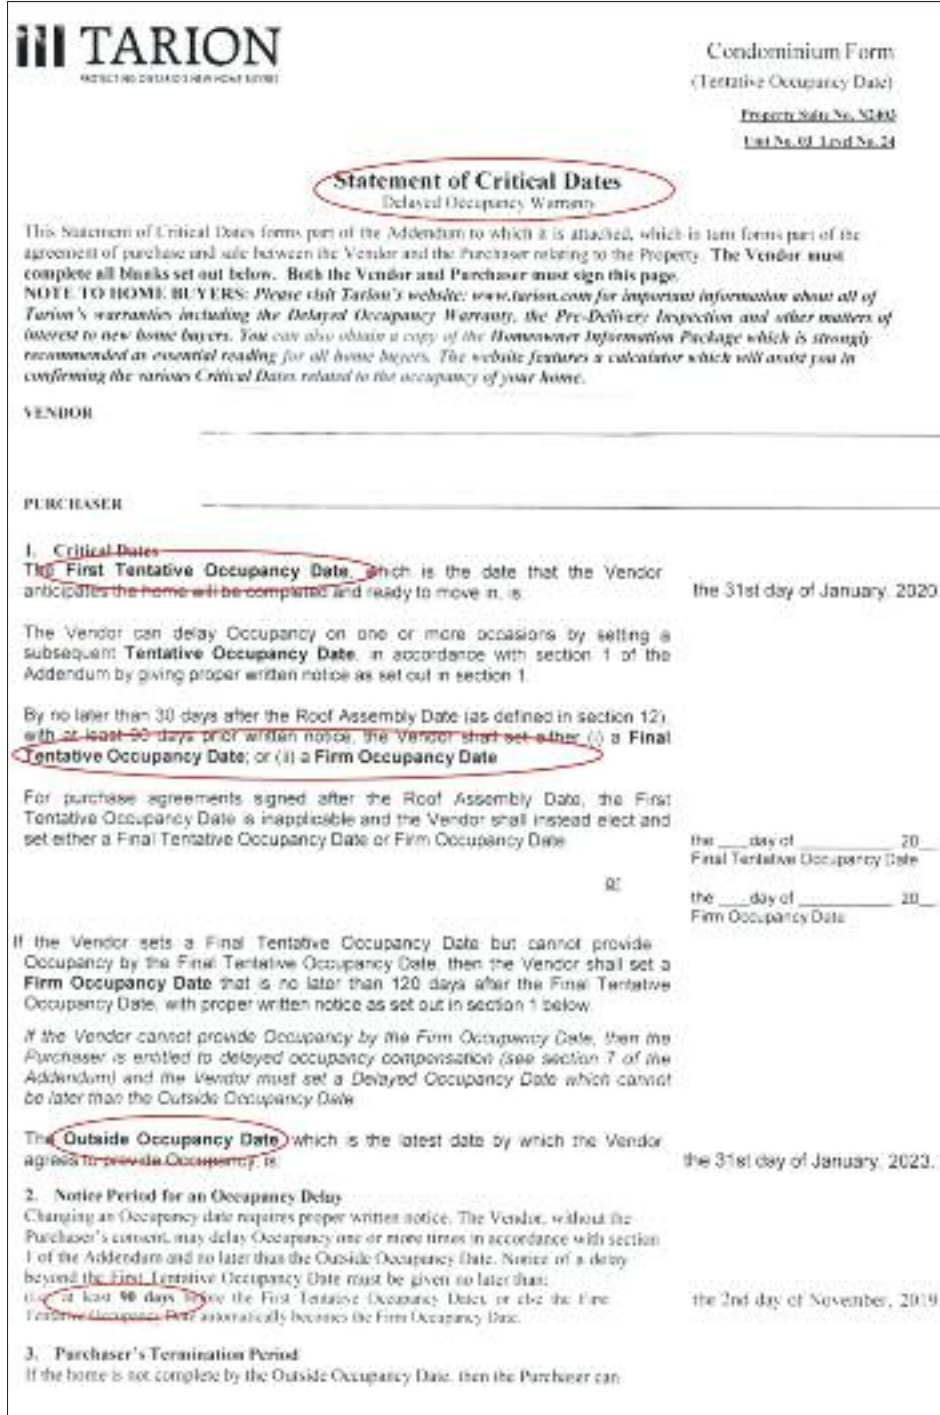 TARION
PROTECTING ONTARIO'S NEW HOME BUYERS
Condominium Form
(Tentative Occupancy Date)
Property Suite No. N2403
Unit No. 03 Level No. 24
Statement of Critical Dates
Delayed Occupancy Warranty
This Statement of Critical Dates forms part of the Addendum to which it is attached, which in turn forms part of the
agreement of purchase and sale between the Vendor and the Purchaser relating to the Property. The Vendor must
complete all blanks set out below. Both the Vendor and Purchaser must sign this page.
NOTE TO HOME BUYERS: Please visit Tarion's website: www.tarion.com for important information about all of
Tarion's warranties including the Delayed Occupancy Warranty, the Pre-Delivery Inspection and other matters of
interest to new home buyers. You can also obtain a copy of the Homeowner Information Package which is strongly
recommended as essential reading for all home buyers. The website features a calculator which will assist you in
confirming the various Critical Dates related to the occupancy of your home.
VENDOR
PURCHASER
1. Critical Dates
The First Tentative Occupancy Date, which is the date that the Vendor
anticipates the home will be completed and ready to move in, is: the 31st day of January, 2020
The Vendor can delay Occupancy on one or more occasions by setting a
subsequent Tentative Occupancy Date, in accordance with section 1 of the
Addendum by giving proper written notice as set out in section 1.
By no later than 30 days after the Roof Assembly Date (as defined in section 12),
with at least 90 days prior written notice, the Vendor shall set either (i) a Final
Tentative Occupancy Date; or (ii) a Firm Occupancy Date
For purchase agreements signed after the Roof Assembly Date, the First
Tentative Occupancy Date is inapplicable and the Vendor shall instead elect and
set either a Final Tentative Occupancy Date or Firm Occupancy Date
the ___ day of __________ 20__
Final Tentative Occupancy Date
or
the ___ day of __________ 20__
Firm Occupancy Date
If the Vendor sets a Final Tentative Occupancy Date but cannot provide
Occupancy by the Final Tentative Occupancy Date, then the Vendor shall set a
Firm Occupancy Date that is no later than 120 days after the Final Tentative
Occupancy Date, with proper written notice as set out in section 1 below.
If the Vendor cannot provide Occupancy by the Firm Occupancy Date, then the
Purchaser is entitled to delayed occupancy compensation (see section 7 of the
Addendum) and the Vendor must set a Delayed Occupancy Date which cannot
be later than the Outside Occupancy Date
The Outside Occupancy Date, which is the latest date by which the Vendor
agrees to provide Occupancy, is: the 31st day of January, 2023.
2. Notice Period for an Occupancy Delay
Changing an Occupancy date requires proper written notice. The Vendor, without the
Purchaser's consent, may delay Occupancy one or more times in accordance with section
1 of the Addendum and no later than the Outside Occupancy Date. Notice of a delay
beyond the First Tentative Occupancy Date must be given no later than:
(i.e., at least 90 days before the First Tentative Occupancy Date), or else the First
Tentative Occupancy Date automatically becomes the Firm Occupancy Date. the 2nd day of November, 2019
3. Purchaser's Termination Period
If the home is not complete by the Outside Occupancy Date, then the Purchaser can